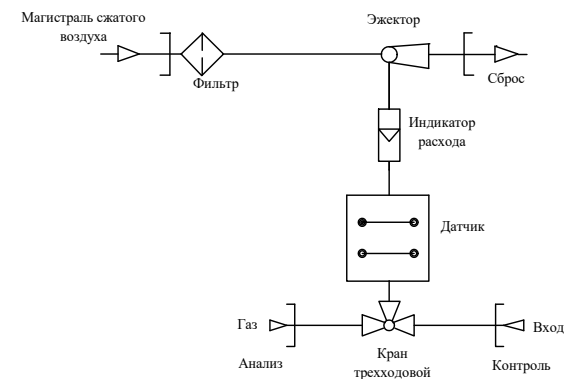 Магистраль сжатого
воздуха
Эжектор
Фильтр
Сброс
Индикатор
расхода
Датчик
Газ
Вход
Анализ
Кран
трехходовой
Контроль